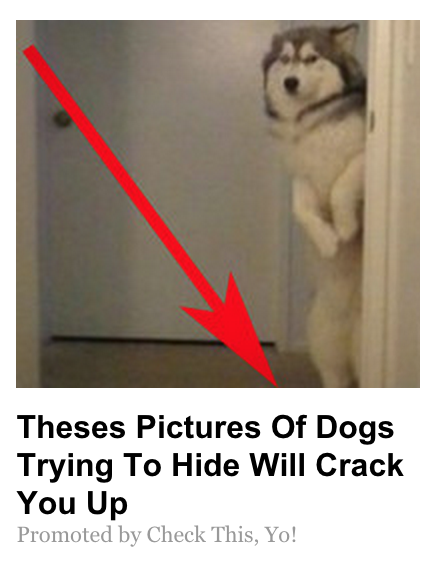 Theses Pictures Of Dogs
Trying To Hide Will Crack
You Up
Promoted by Check This, Yo!